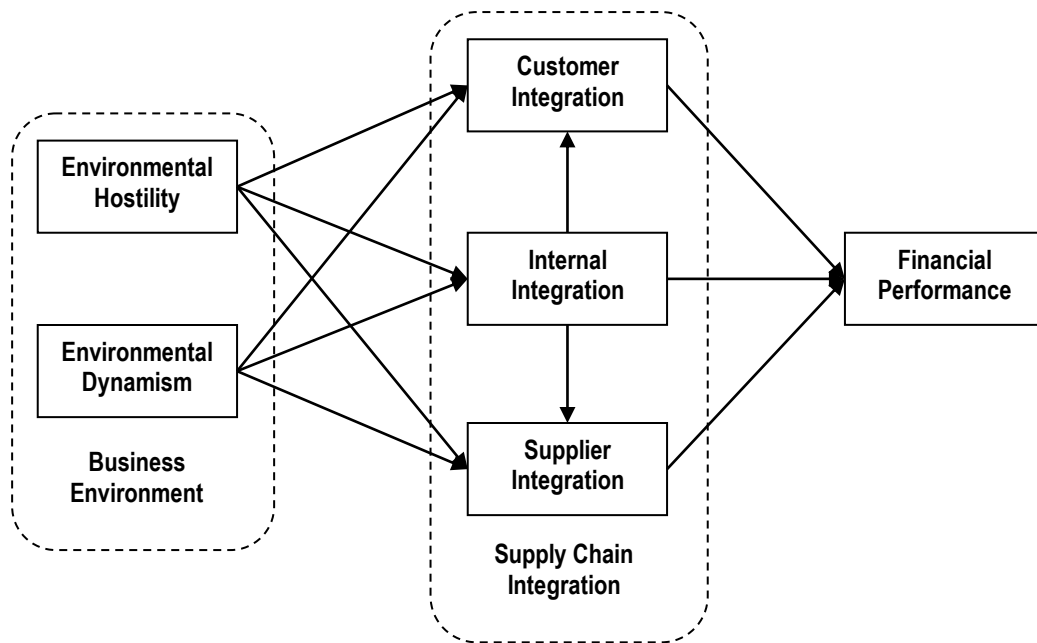 Customer
Integration
Environmental
Hostility
Internal
Integration
Financial
Performance
Environmental
Dynamism
Supplier
Integration
Business
Environment
Supply Chain
Integration